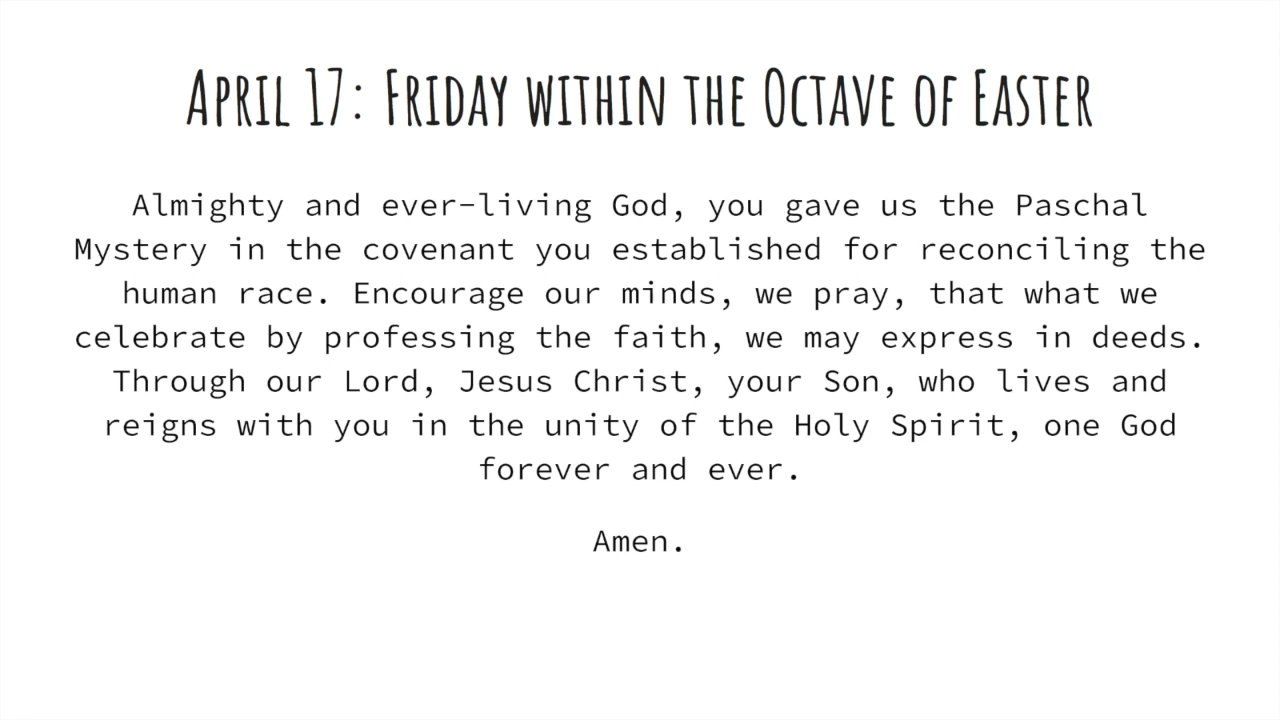 April 17: Friday within the Octave of Easter
Almighty and ever-living God, you gave us the Paschal
Mystery in the covenant you established for reconciling the
human race. Encourage our minds, we pray, that what we
celebrate by professing the faith, we may express in deeds.
Through our Lord, Jesus Christ, your Son, who lives and
reigns with you in the unity of the Holy Spirit, one God
forever and ever.
Amen.